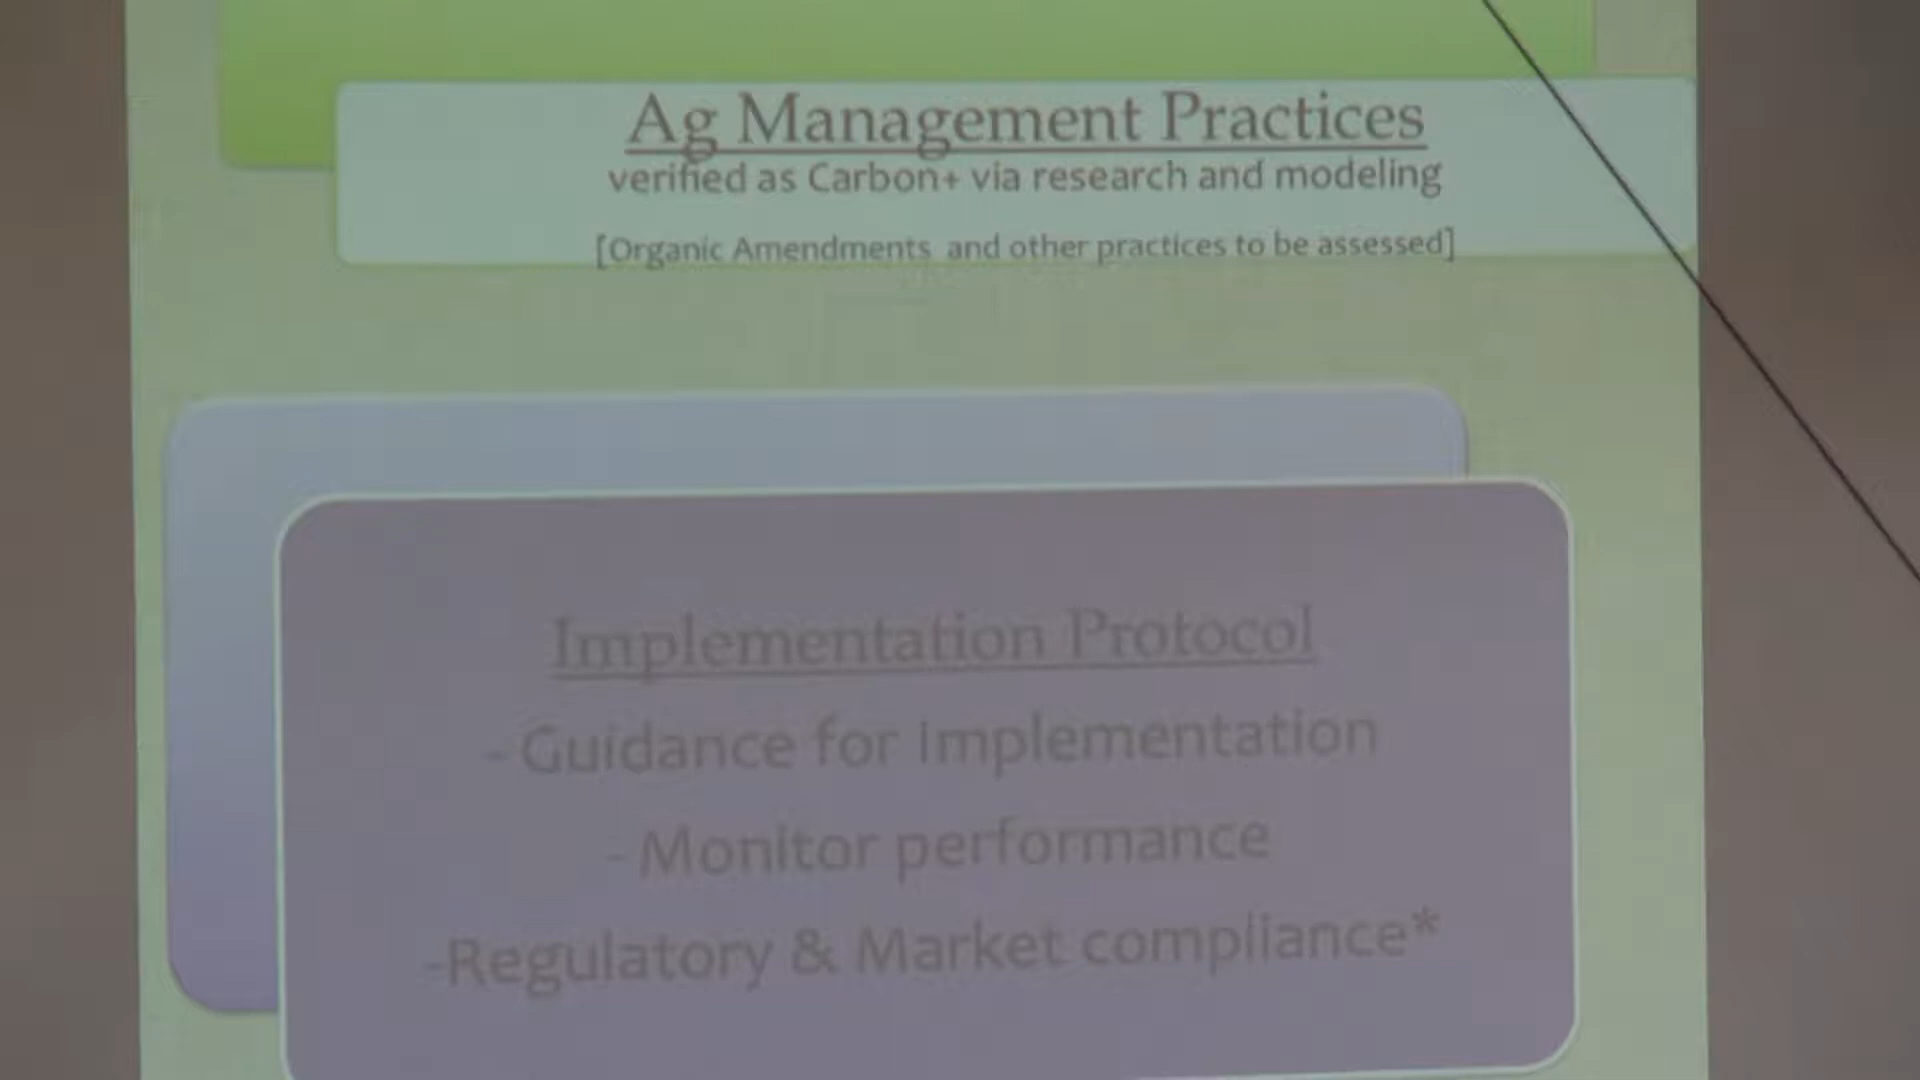 Ag Management Practices
verified as Carbon+ via research and modeling
[Organic Amendments and other practices to be assessed]
Implementation Protocol
- Guidance for Implementation
- Monitor performance
-Regulatory & Market compliance*